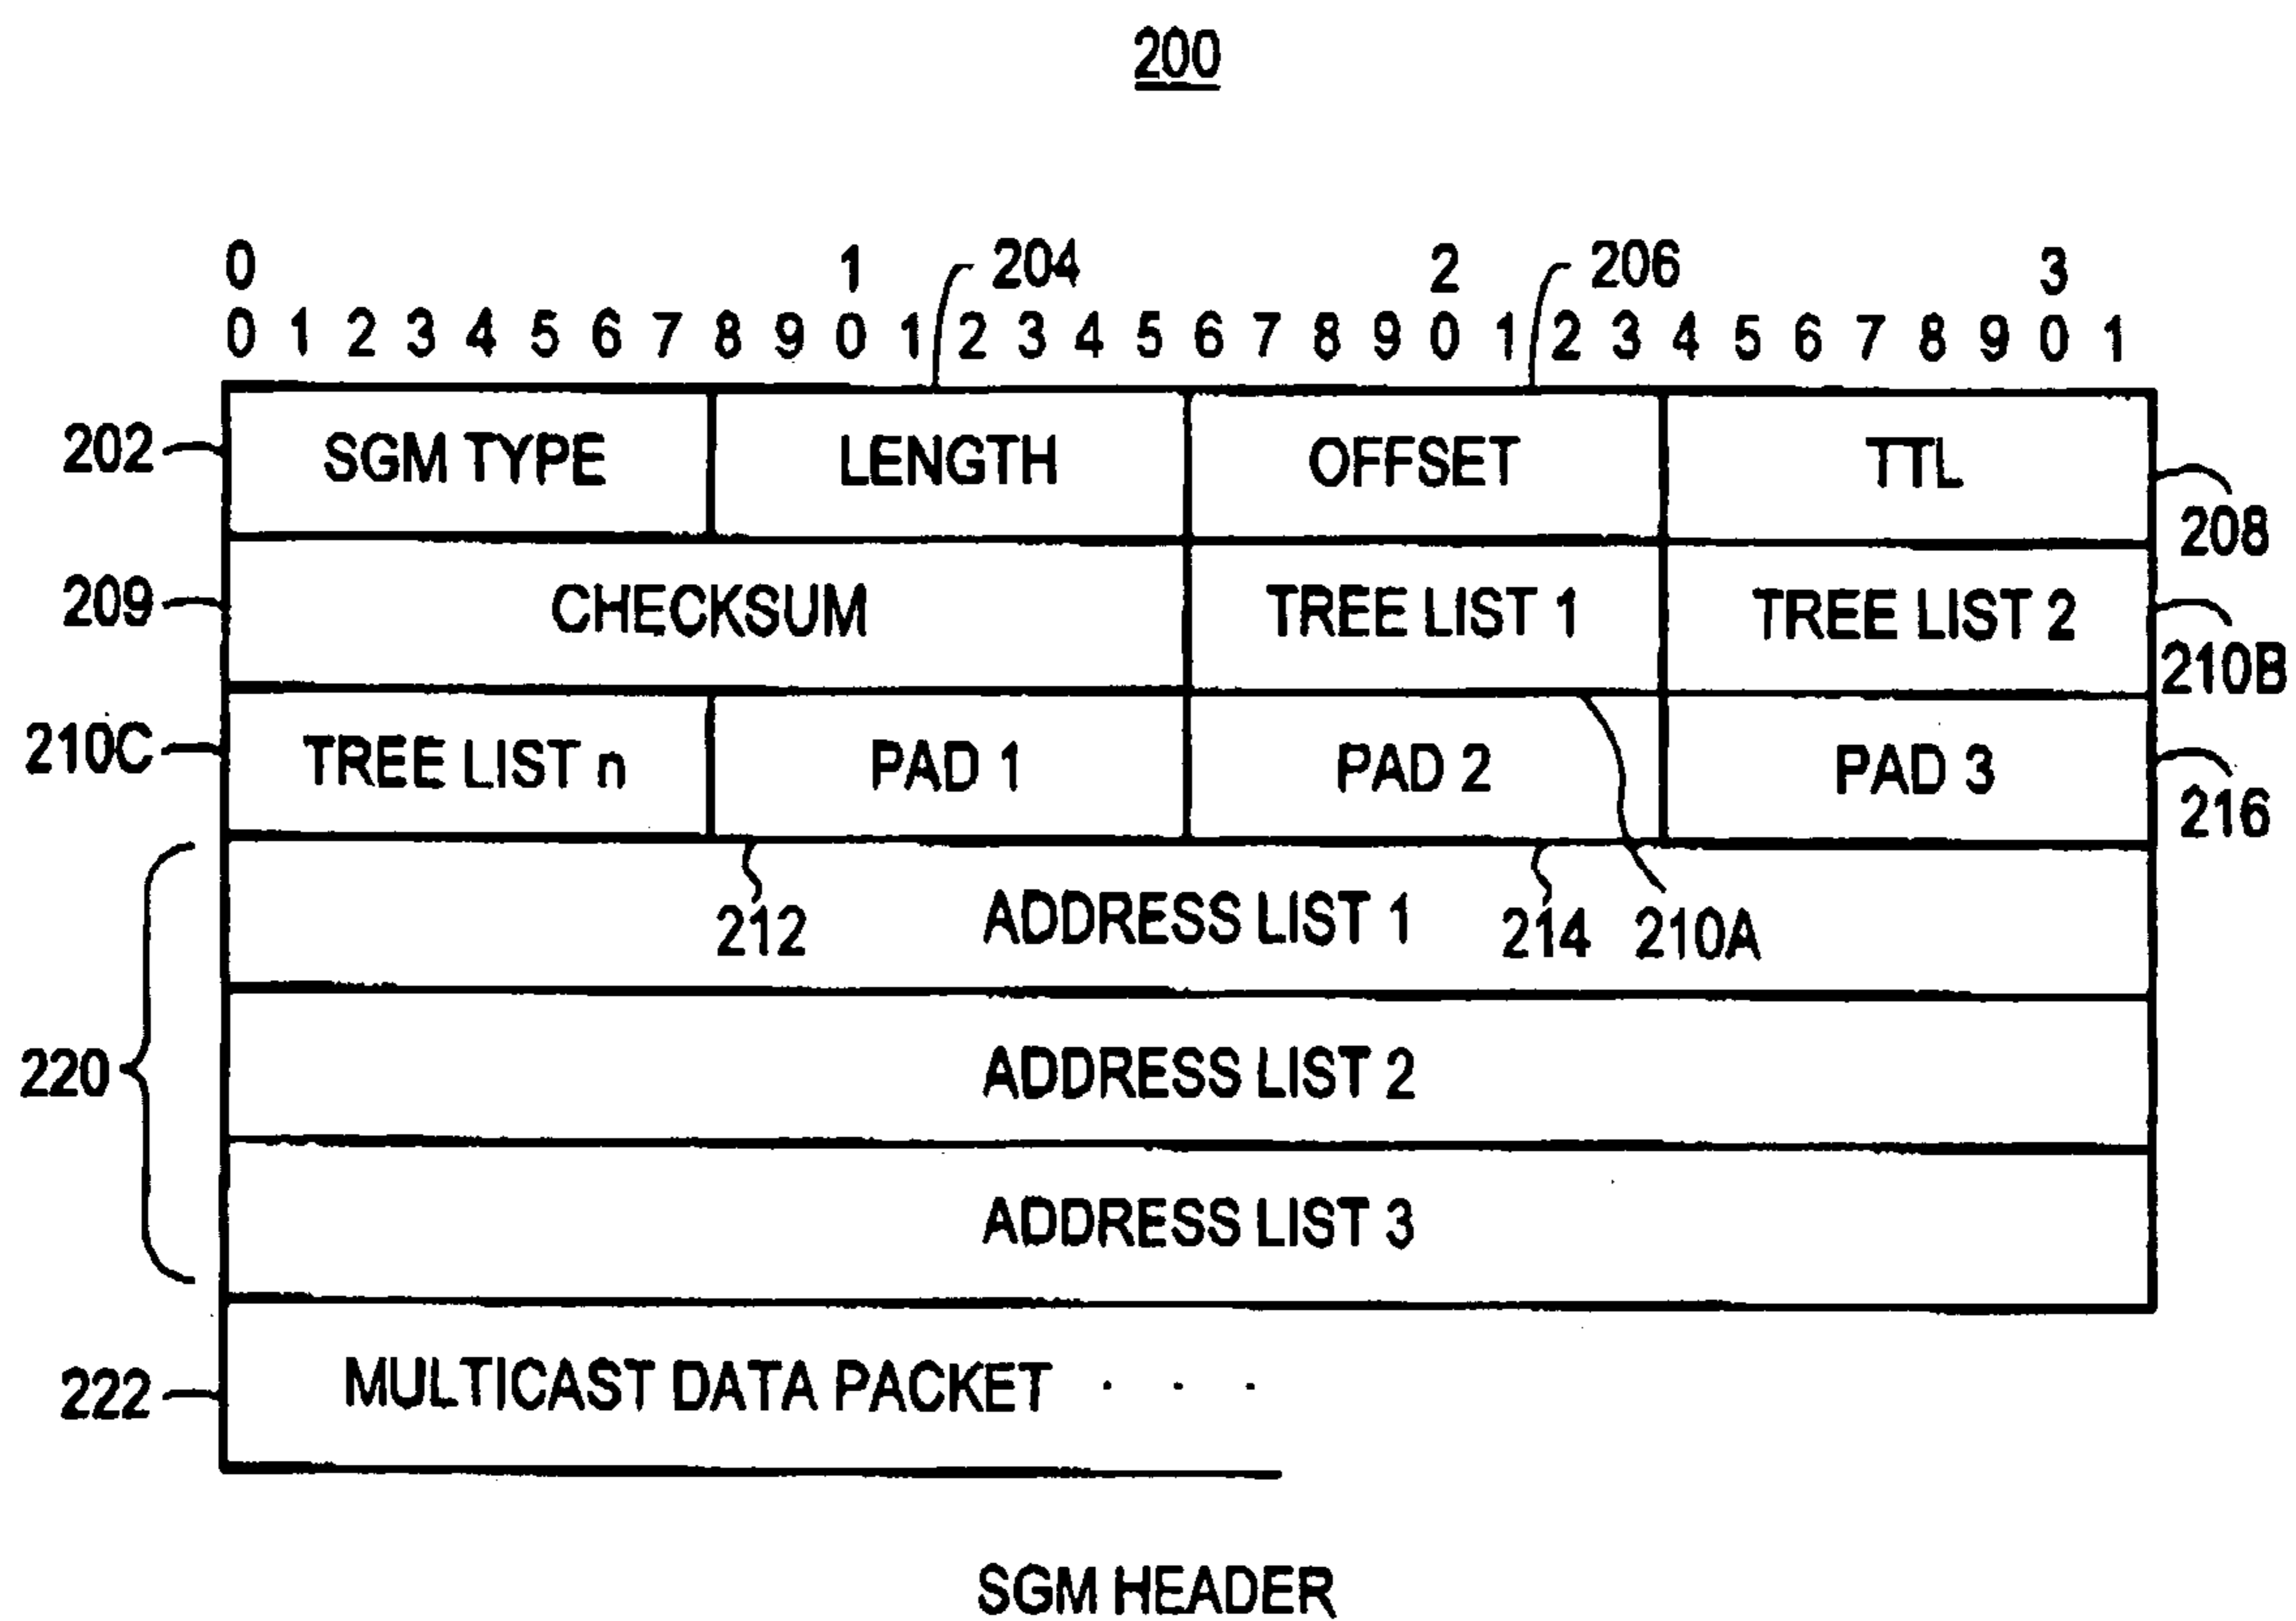 200
0 1 204 2 206 3
0 1 2 3 4 5 6 7 8 9 0 1 2 3 4 5 6 7 8 9 0 1 2 3 4 5 6 7 8 9 0 1
202 SGM TYPE LENGTH OFFSET TTL 208
209 CHECKSUM TREE LIST 1 TREE LIST 2 210B
210C TREE LIST n PAD 1 PAD 2 PAD 3 216
212 ADDRESS LIST 1 214 210A
220 ADDRESS LIST 2
ADDRESS LIST 3
222 MULTICAST DATA PACKET . . .
SGM HEADER